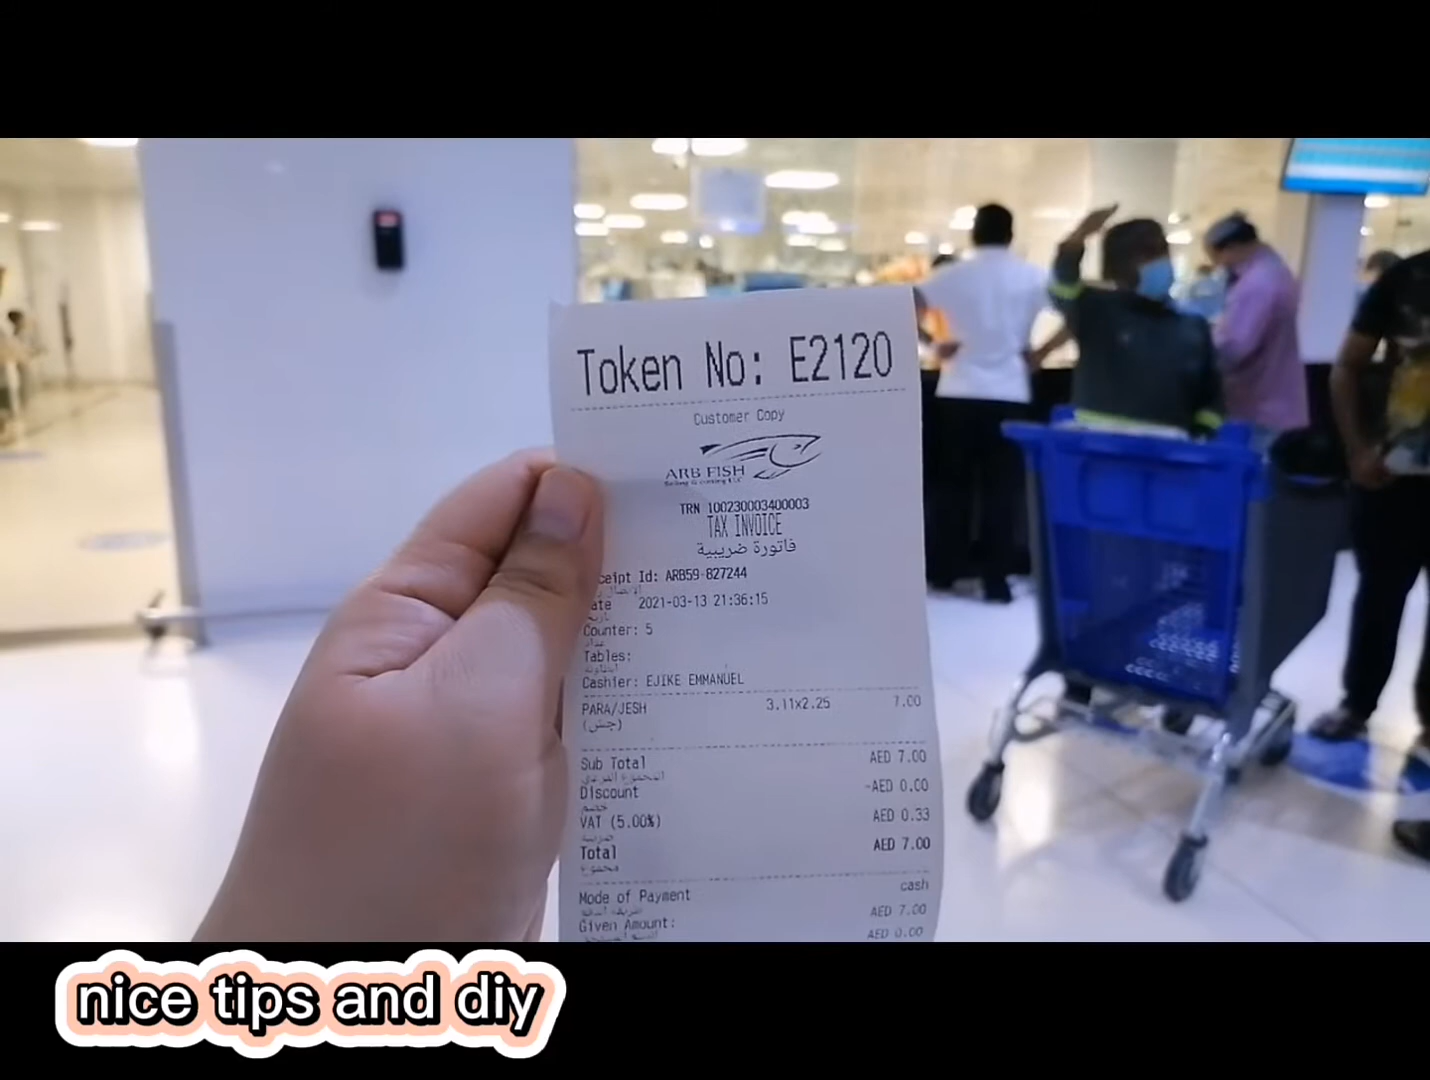 Token No: E2120
Customer Copy
ARB FISH
TRN 100230003400003
TAX INVOICE
فاتورة ضريبية
ceipt Id: ARB59-827244
ate 2021-03-13 21:36:15
Counter: 5
Tables:
Cashier: EJIKE EMMANUEL
PARA/JESH 3.11x2.25 7.00
(جش)
Sub Total AED 7.00
Discount -AED 0.00
خصم
VAT (5.00%) AED 0.33
Total AED 7.00
مجموع
Mode of Payment cash
Given Amount: AED 7.00
AED 0.00
nice tips and diy